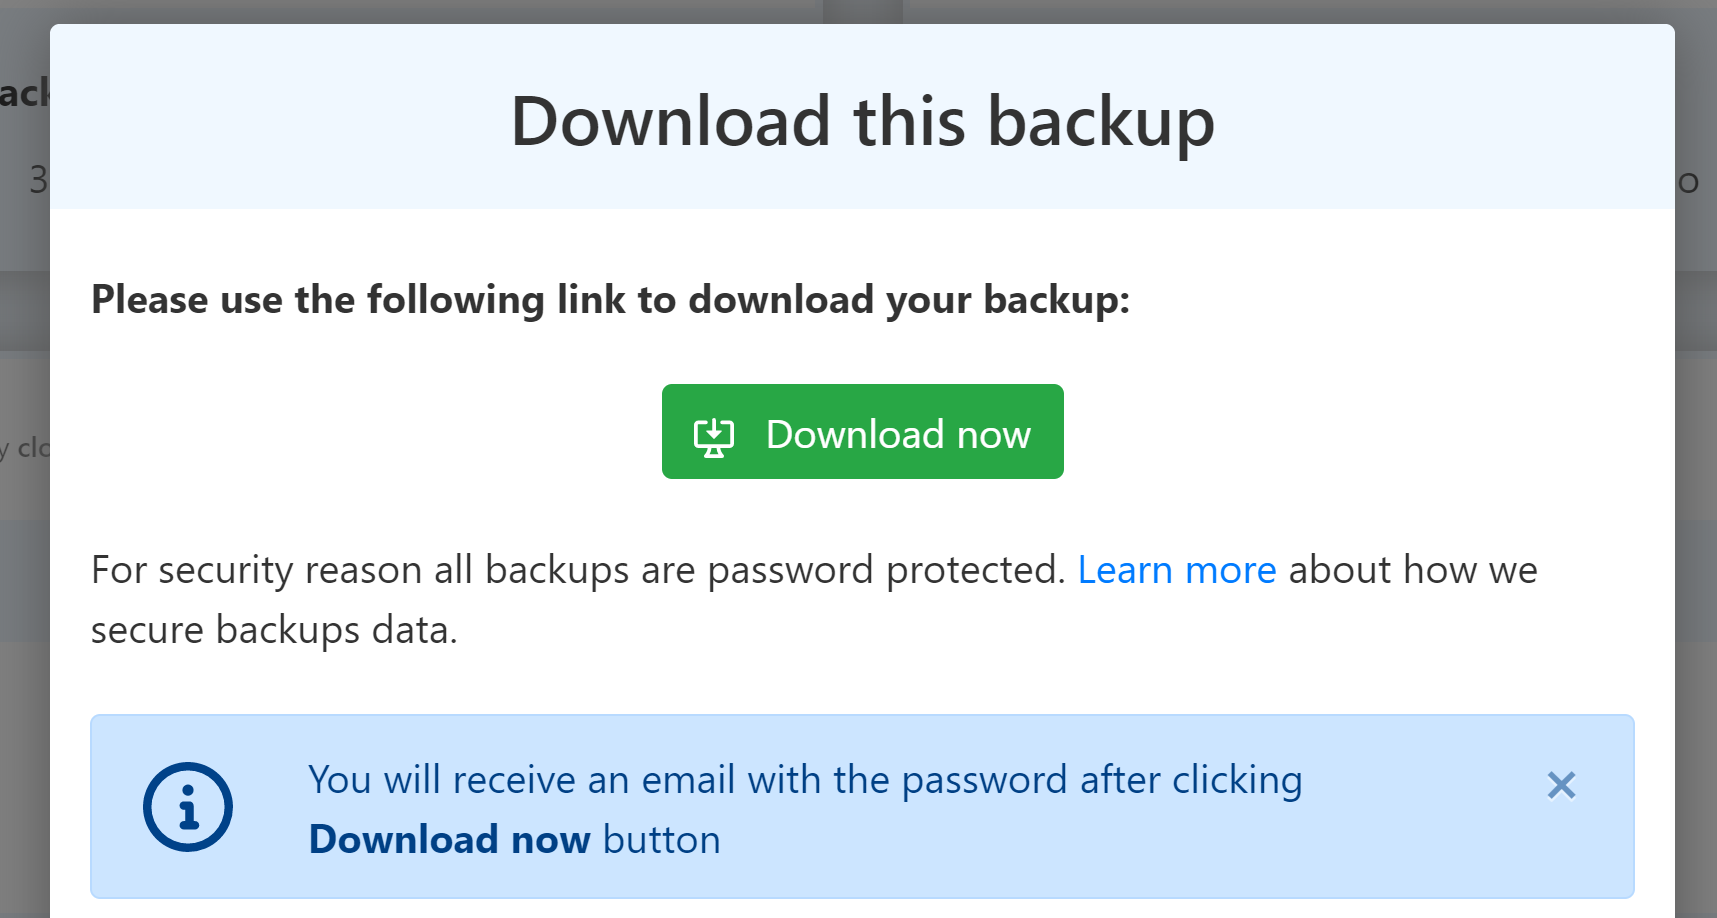 Download this backup
Please use the following link to download your backup:
Download now
For security reason all backups are password protected. Learn more about how we
secure backups data.
You will receive an email with the password after clicking
Download now button